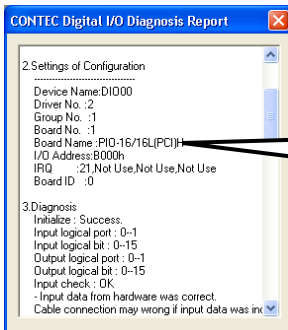 CONTEC Digital I/O Diagnosis Report
2.Settings of Configuration
----------------------------------
Device Name:DIO00
Driver No. :2
Group No. :1
Board No. :1
Board Name :PIO-16/16L(PCI)H
I/O Address:B000h
IRQ :21,Not Use,Not Use,Not Use
Board ID :0
3.Diagnosis
Initialize : Success.
Input logical port : 0--1
Input logical bit : 0--15
Output logical port : 0--1
Output logical bit : 0--15
Input check : OK
- Input data from hardware was correct.
Cable connection may wrong if input data was